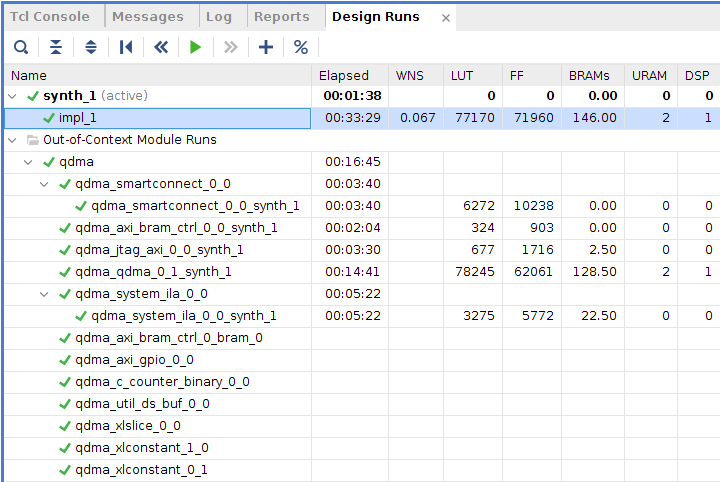 Tcl Console Messages Log Reports Design Runs
Name Elapsed WNS LUT FF BRAMs URAM DSP
synth_1 (active) 00:01:38 0 0 0.00 0 0
impl_1 00:33:29 0.067 77170 71960 146.00 2 1
Out-of-Context Module Runs
qdma 00:16:45
qdma_smartconnect_0_0 00:03:40
qdma_smartconnect_0_0_synth_1 00:03:40 6272 10238 0.00 0 0
qdma_axi_bram_ctrl_0_0_synth_1 00:02:04 324 903 0.00 0 0
qdma_jtag_axi_0_0_synth_1 00:03:30 677 1716 2.50 0 0
qdma_qdma_0_1_synth_1 00:14:41 78245 62061 128.50 2 1
qdma_system_ila_0_0 00:05:22
qdma_system_ila_0_0_synth_1 00:05:22 3275 5772 22.50 0 0
qdma_axi_bram_ctrl_0_bram_0
qdma_axi_gpio_0_0
qdma_c_counter_binary_0_0
qdma_util_ds_buf_0_0
qdma_xlslice_0_0
qdma_xlconstant_1_0
qdma_xlconstant_0_1